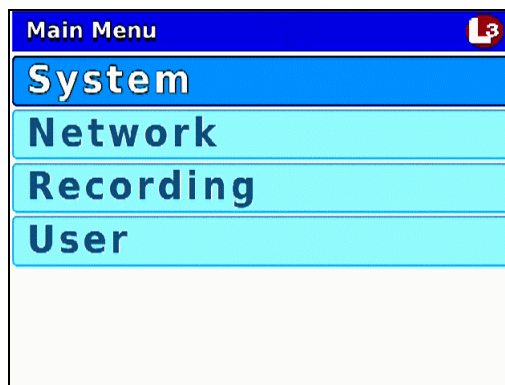 Main Menu
L3
System
Network
Recording
User